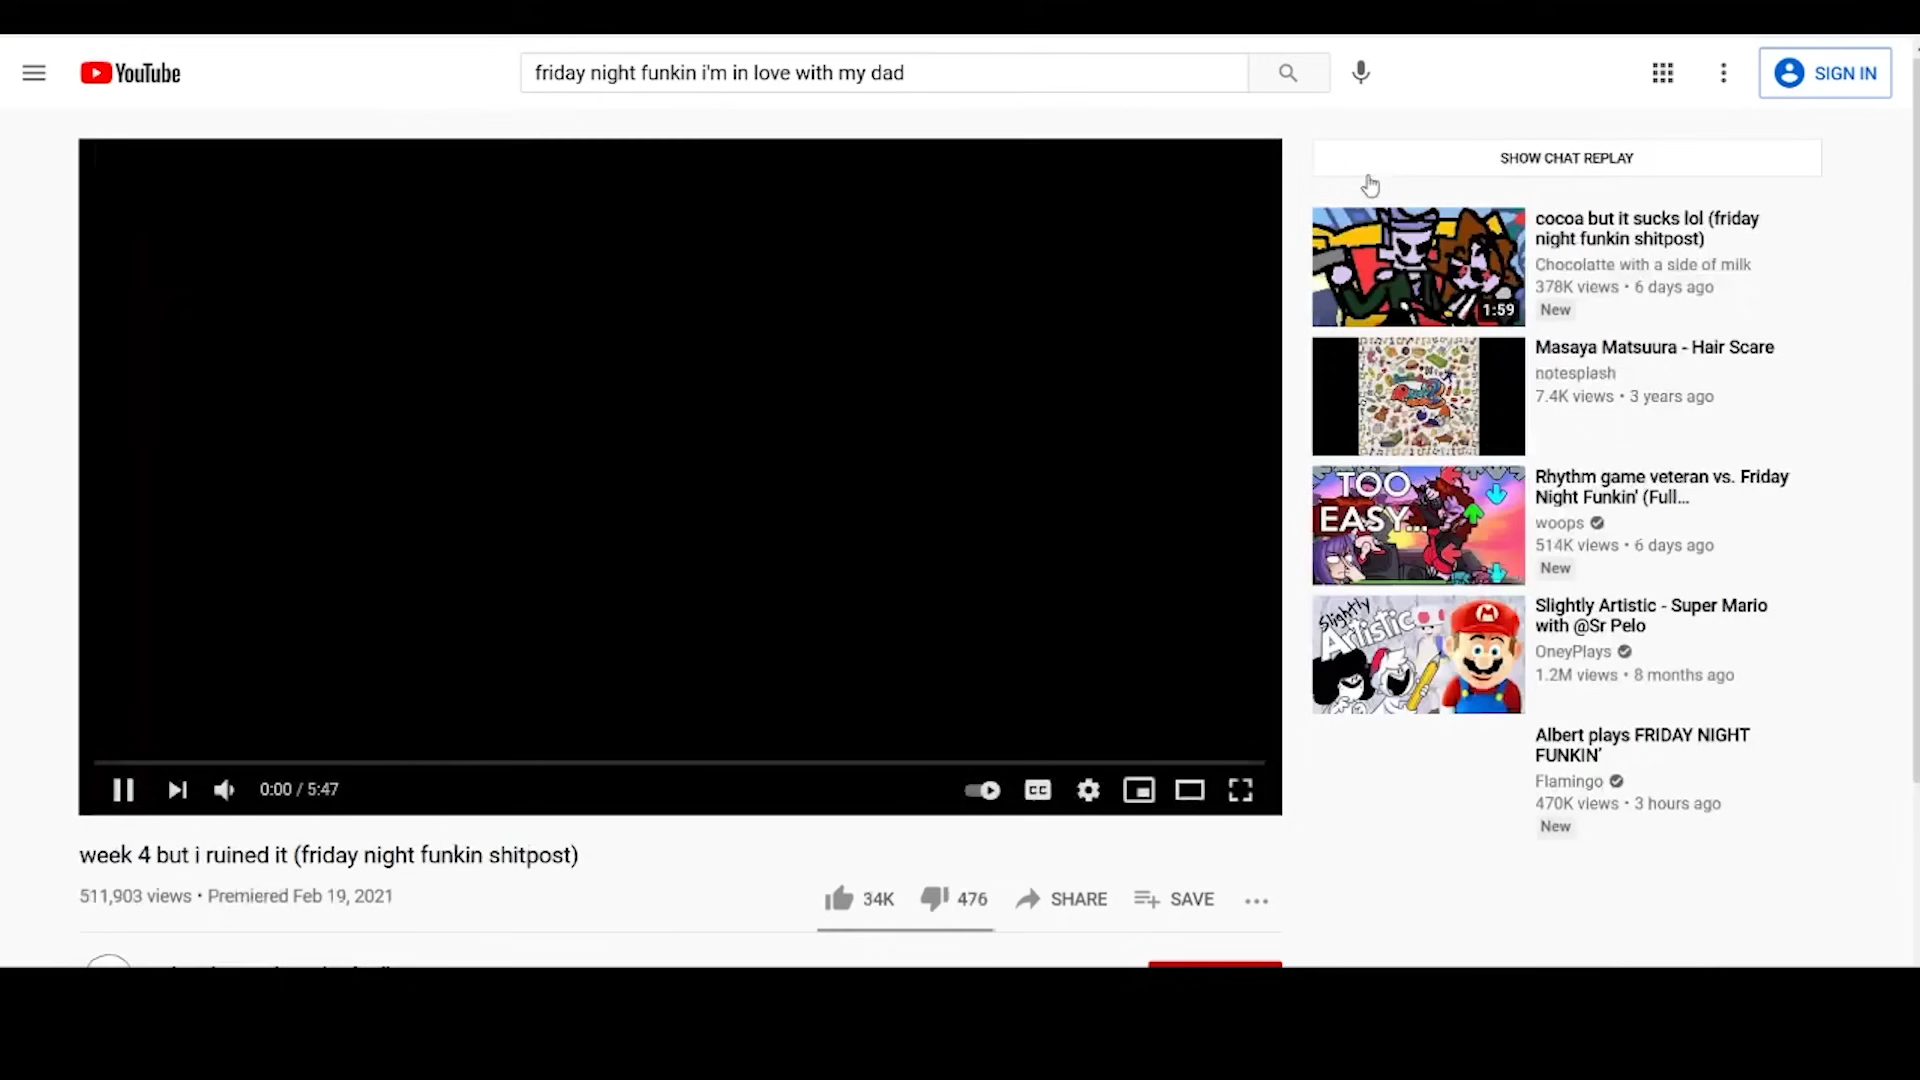 YouTube
friday night funkin i'm in love with my dad
SIGN IN
SHOW CHAT REPLAY
cocoa but it sucks lol (friday
night funkin shitpost)
Chocolatte with a side of milk
378K views • 6 days ago
New
1:59
Masaya Matsuura - Hair Scare
notesplash
7.4K views • 3 years ago
TOO
EASY...
Rhythm game veteran vs. Friday
Night Funkin' (Full...
woops
514K views • 6 days ago
New
Slightly
Artistic
Slightly Artistic - Super Mario
with @Sr Pelo
OneyPlays
1.2M views • 8 months ago
Albert plays FRIDAY NIGHT
FUNKIN'
Flamingo
470K views • 3 hours ago
New
0:00 / 5:47
CC
week 4 but i ruined it (friday night funkin shitpost)
511,903 views • Premiered Feb 19, 2021
34K
476
SHARE
SAVE